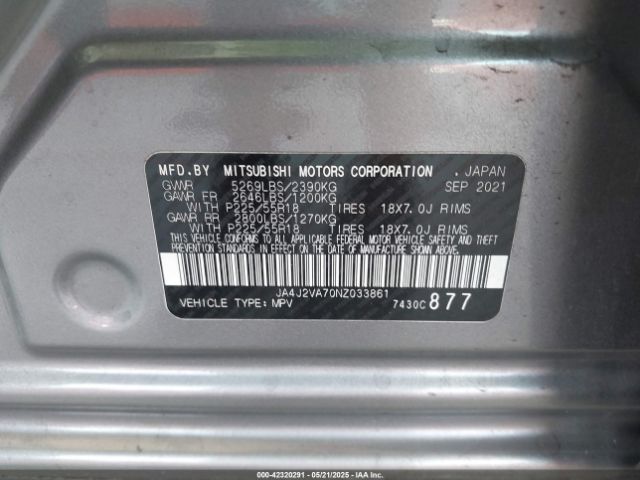 MFD.BY MITSUBISHI MOTORS CORPORATION . JAPAN
GVWR 5269LBS/2390KG SEP 2021
GAWR FR 2646LBS/1200KG
WITH P225/55R18 TIRES 18X7.0J RIMS
GAWR RR 2800LBS/1270KG
WITH P225/55R18 TIRES 18X7.0J RIMS
THIS VEHICLE CONFORMS TO ALL APPLICABLE FEDERAL MOTOR VEHICLE SAFETY AND THEFT
PREVENTION STANDARDS IN EFFECT ON THE DATE OF MANUFACTURE SHOWN ABOVE.
JA4J2VA70NZ033861
VEHICLE TYPE: MPV 7430C 877
000-42320291 - 05/21/2025 - IAAI.COM